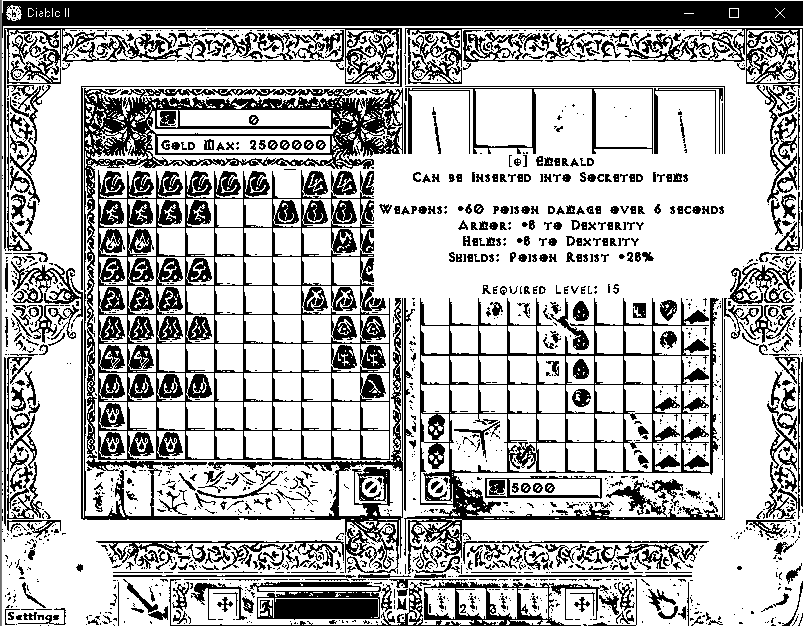 Diablo II
0
Gold Max: 2500000
[⊕] Emerald
Can be Inserted into Socketed Items
Weapons: +60 poison damage over 6 seconds
Armor: +8 to Dexterity
Helms: +8 to Dexterity
Shields: Poison Resist +28%
Required Level: 15
5000
1 2 3 4
Settings